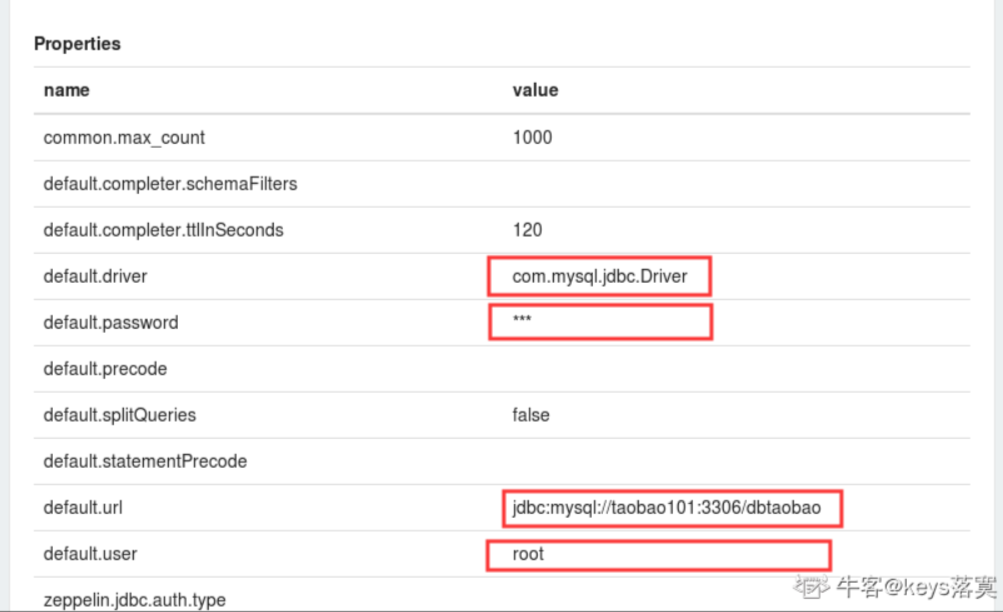 Properties
name value
common.max_count 1000
default.completer.schemaFilters
default.completer.ttlInSeconds 120
default.driver com.mysql.jdbc.Driver
default.password ***
default.precode
default.splitQueries false
default.statementPrecode
default.url jdbc:mysql://taobao101:3306/dbtaobao
default.user root
zeppelin.jdbc.auth.type
牛客@keys落寞